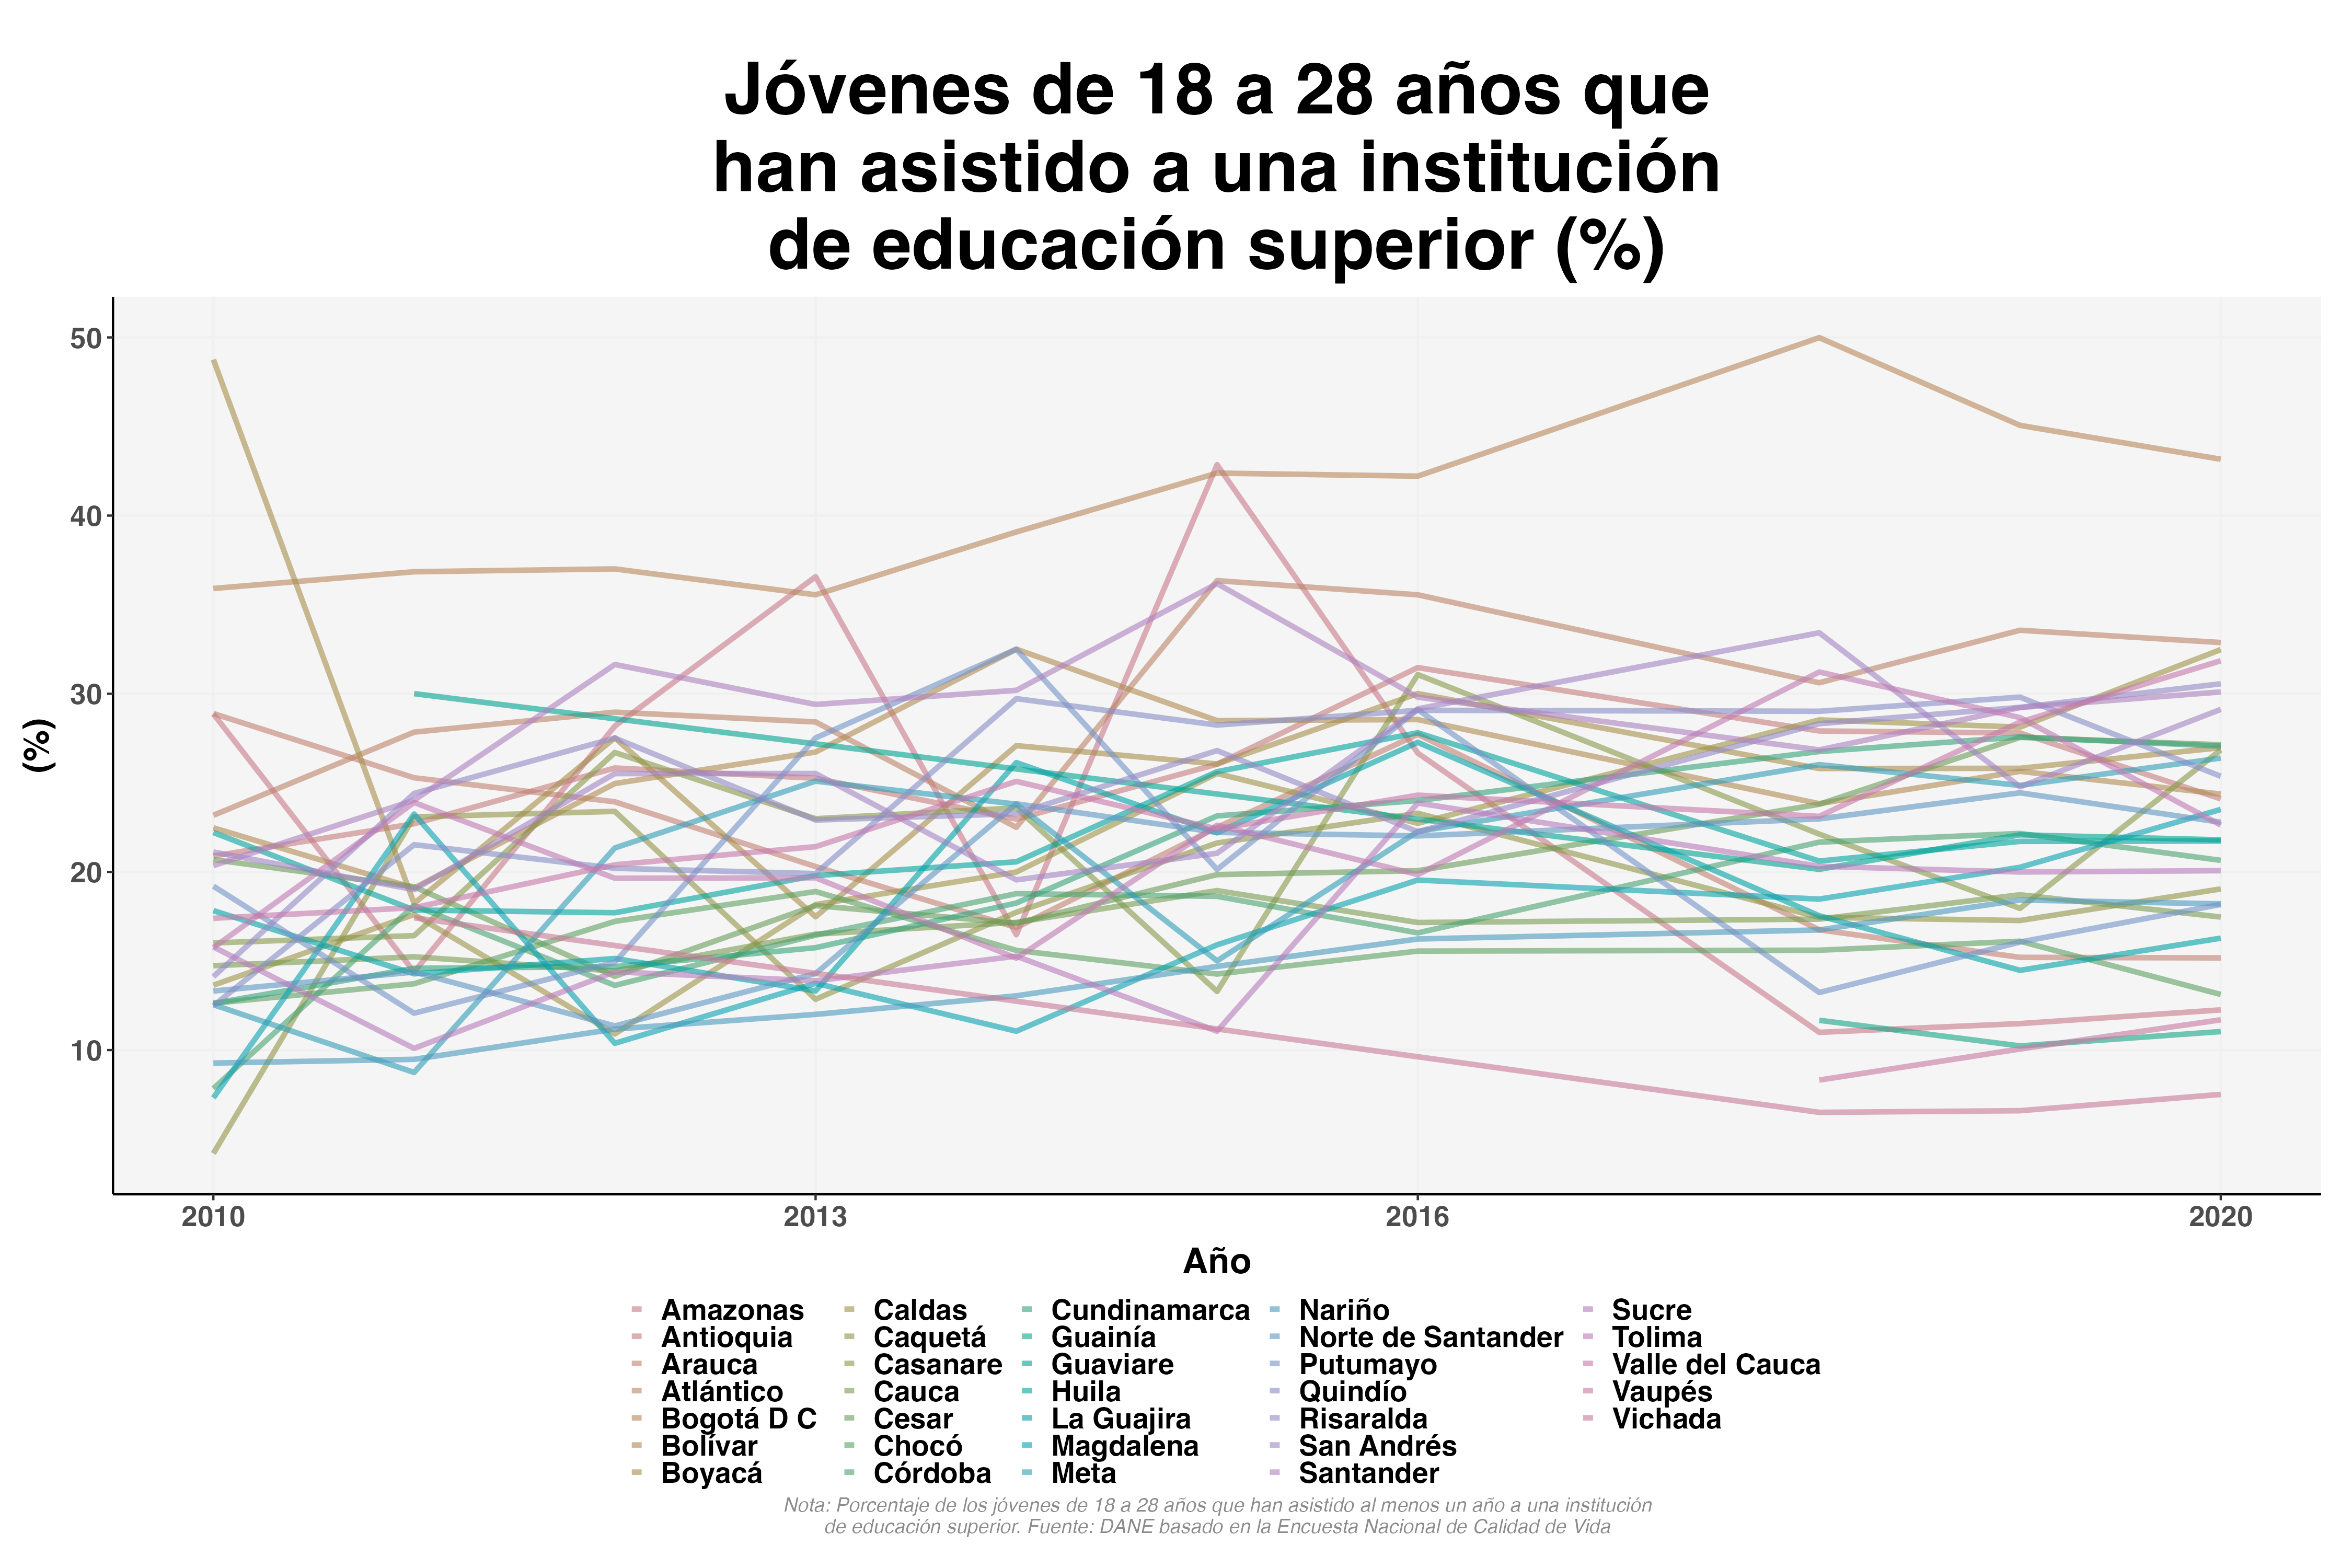 Jóvenes de 18 a 28 años que
han asistido a una institución
de educación superior (%)
(%)
50
40
30
20
10
2010
2013
2016
2020
Año
Amazonas
Antioquia
Arauca
Atlántico
Bogotá D C
Bolívar
Boyacá
Caldas
Caquetá
Casanare
Cauca
Cesar
Chocó
Córdoba
Cundinamarca
Guainía
Guaviare
Huila
La Guajira
Magdalena
Meta
Nariño
Norte de Santander
Putumayo
Quindío
Risaralda
San Andrés
Santander
Sucre
Tolima
Valle del Cauca
Vaupés
Vichada
Nota: Porcentaje de los jóvenes de 18 a 28 años que han asistido al menos un año a una institución
de educación superior. Fuente: DANE basado en la Encuesta Nacional de Calidad de Vida